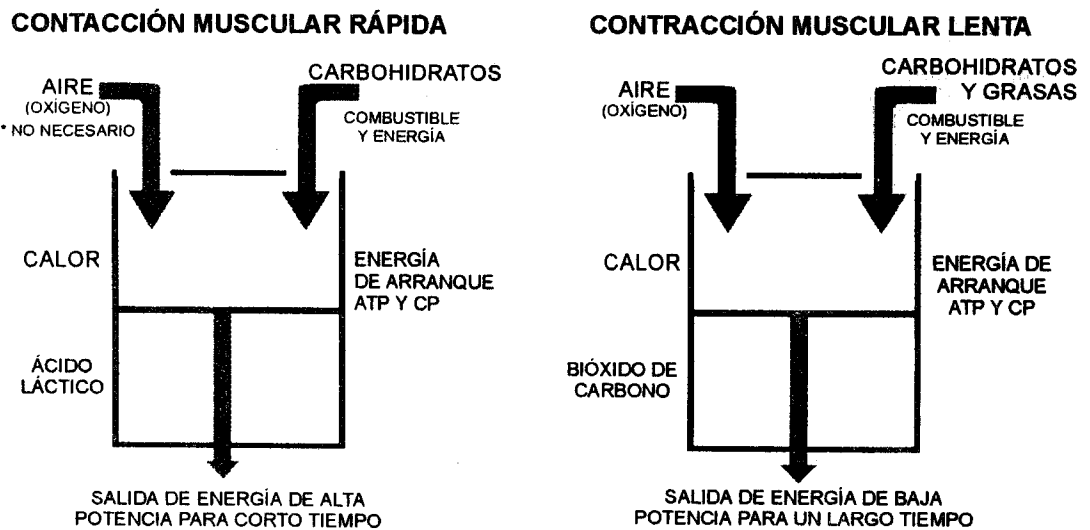 CONTACCIÓN MUSCULAR RÁPIDA
AIRE
(OXÍGENO)
* NO NECESARIO
CARBOHIDRATOS
COMBUSTIBLE
Y ENERGÍA
CALOR
ENERGÍA
DE ARRANQUE
ATP Y CP
ÁCIDO
LÁCTICO
SALIDA DE ENERGÍA DE ALTA
POTENCIA PARA CORTO TIEMPO
CONTRACCIÓN MUSCULAR LENTA
AIRE
(OXÍGENO)
CARBOHIDRATOS
Y GRASAS
COMBUSTIBLE
Y ENERGÍA
CALOR
ENERGÍA DE
ARRANQUE
ATP Y CP
BIÓXIDO DE
CARBONO
SALIDA DE ENERGÍA DE BAJA
POTENCIA PARA UN LARGO TIEMPO